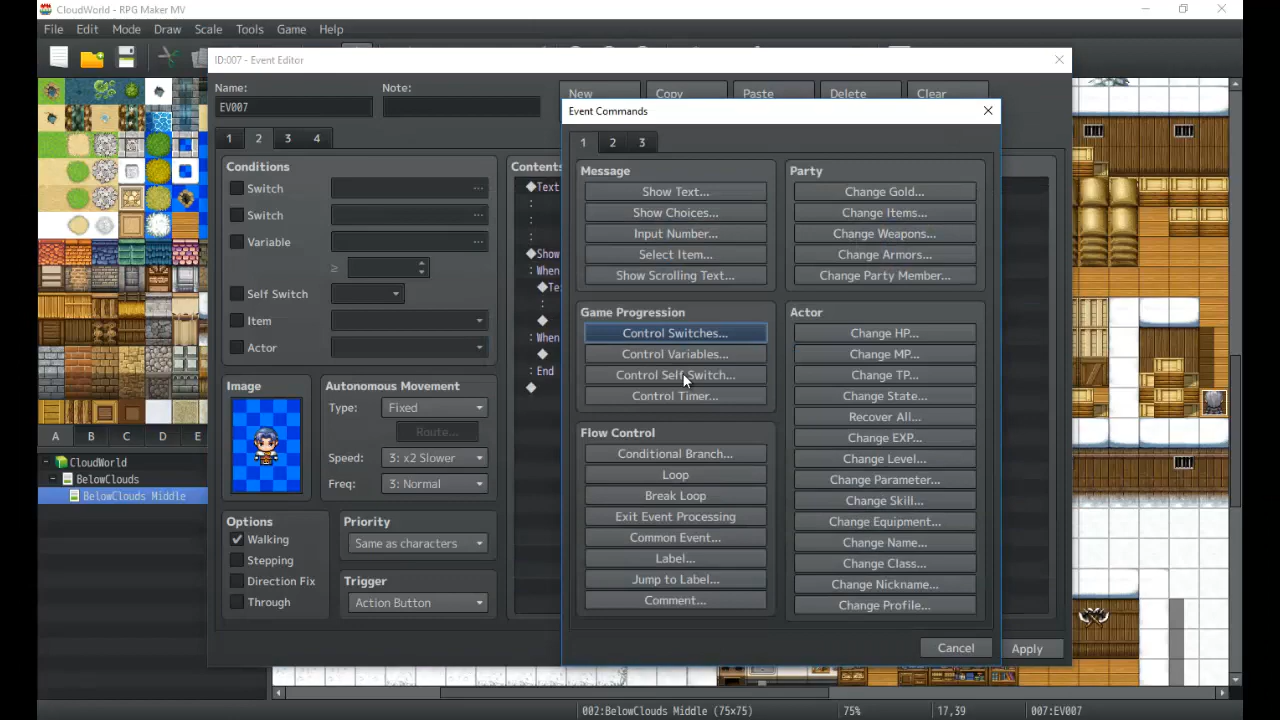 CloudWorld - RPG Maker MV
File Edit Mode Draw Scale Tools Game Help
ID:007 - Event Editor
Name: Note:
EV007
New Copy Paste Delete Clear
1 2 3 4
Conditions
Switch ...
Switch ...
Variable ...
≥
Self Switch
Item
Actor
Image
Autonomous Movement
Type: Fixed
Route...
Speed: 3: x2 Slower
Freq: 3: Normal
Options
Walking
Stepping
Direction Fix
Through
Priority
Same as characters
Trigger
Action Button
Contents
◆Text
:
:
:
◆Show
: When
:
◆
: When
◆
: End
◆
Event Commands
1 2 3
Message
Show Text...
Show Choices...
Input Number...
Select Item...
Show Scrolling Text...
Game Progression
Control Switches...
Control Variables...
Control Self Switch...
Control Timer...
Flow Control
Conditional Branch...
Loop
Break Loop
Exit Event Processing
Common Event...
Label...
Jump to Label...
Comment...
Party
Change Gold...
Change Items...
Change Weapons...
Change Armors...
Change Party Member...
Actor
Change HP...
Change MP...
Change TP...
Change State...
Recover All...
Change EXP...
Change Level...
Change Parameter...
Change Skill...
Change Equipment...
Change Name...
Change Class...
Change Nickname...
Change Profile...
Cancel Apply
A B C D E
CloudWorld
BelowClouds
BelowClouds Middle
002:BelowClouds Middle (75x75) 75% 17,39 007:EV007